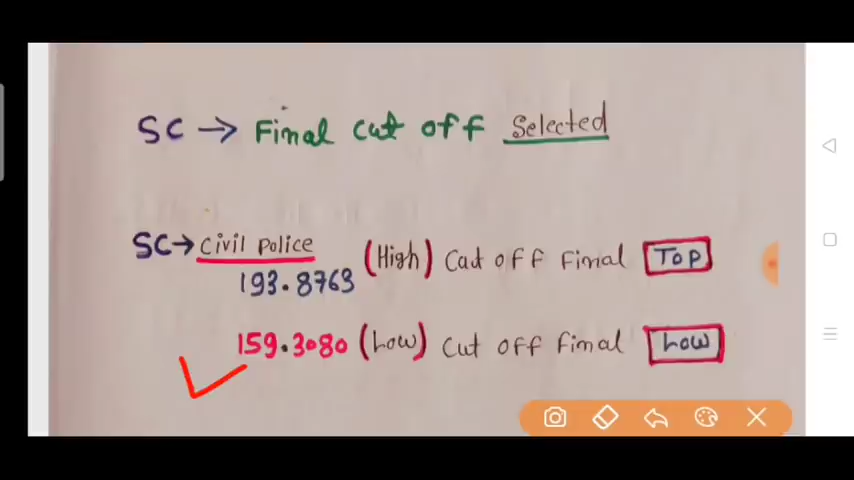 SC → Final cut off Selected
SC → Civil Police (High) Cut off Final Top
193.8763
159.3080 (Low) Cut off Final Low